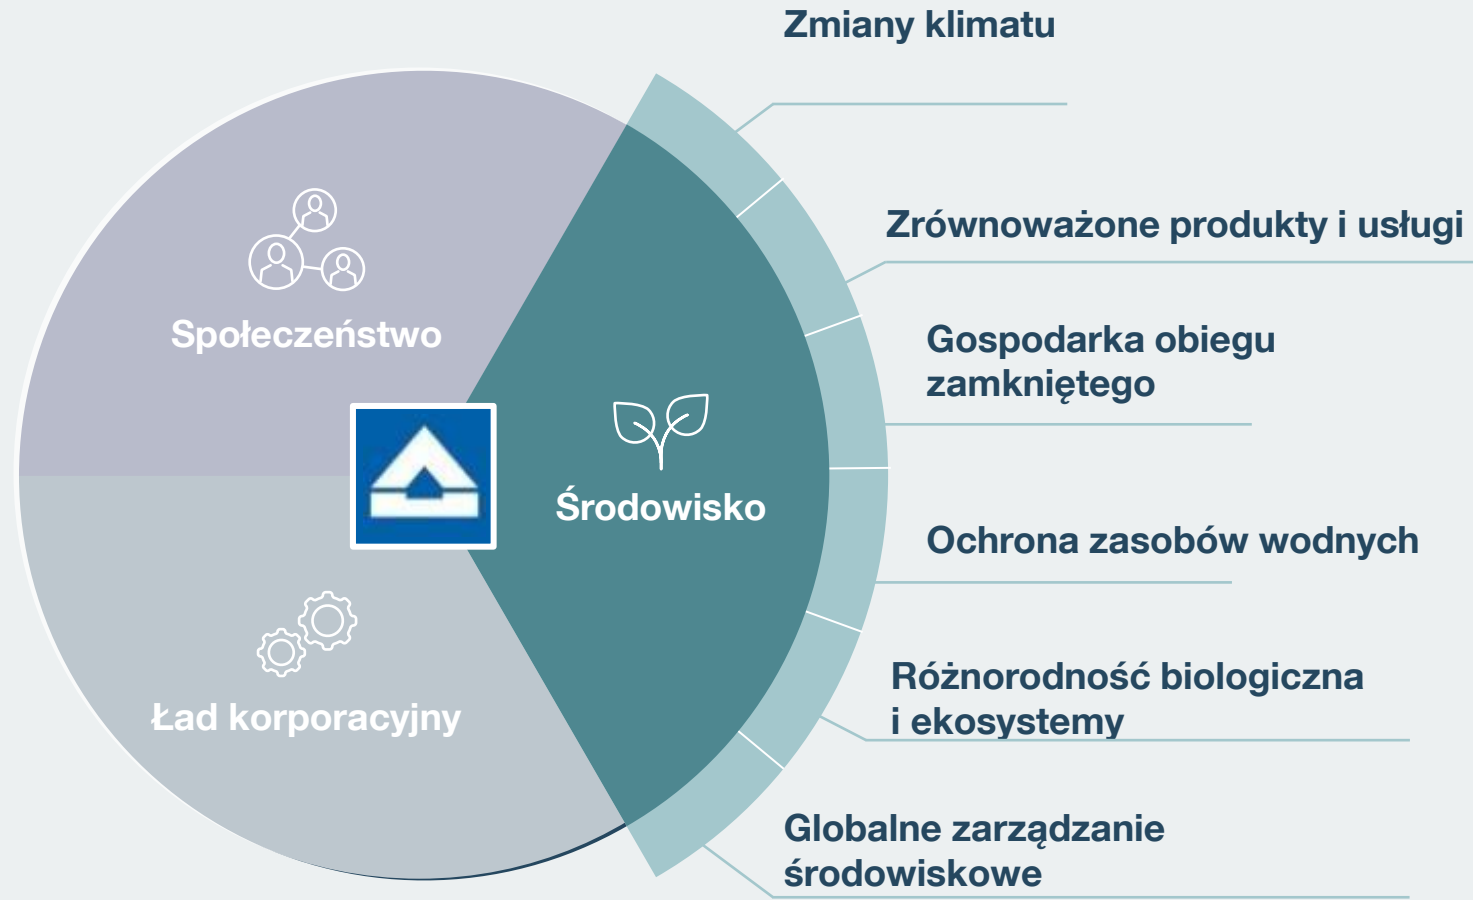 Zmiany klimatu
Zrównoważone produkty i usługi
Społeczeństwo
Gospodarka obiegu
zamkniętego
Środowisko
Ochrona zasobów wodnych
Ład korporacyjny
Różnorodność biologiczna
i ekosystemy
Globalne zarządzanie
środowiskowe